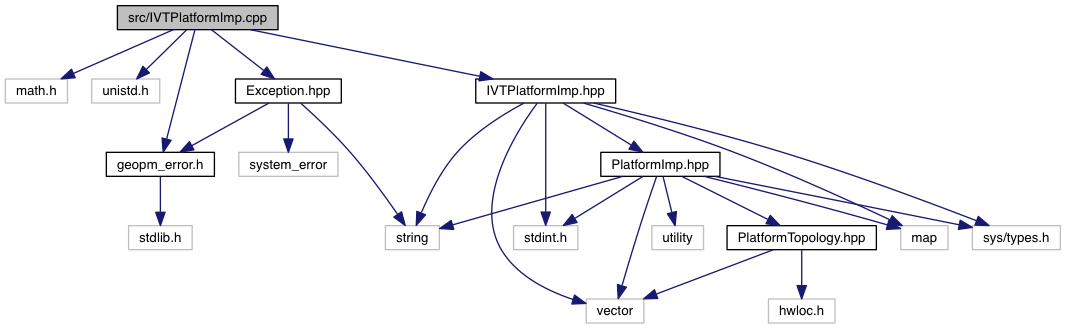 src/IVTPlatformImp.cpp
math.h
unistd.h
Exception.hpp
IVTPlatformImp.hpp
geopm_error.h
system_error
PlatformImp.hpp
stdlib.h
string
stdint.h
utility
PlatformTopology.hpp
map
sys/types.h
vector
hwloc.h